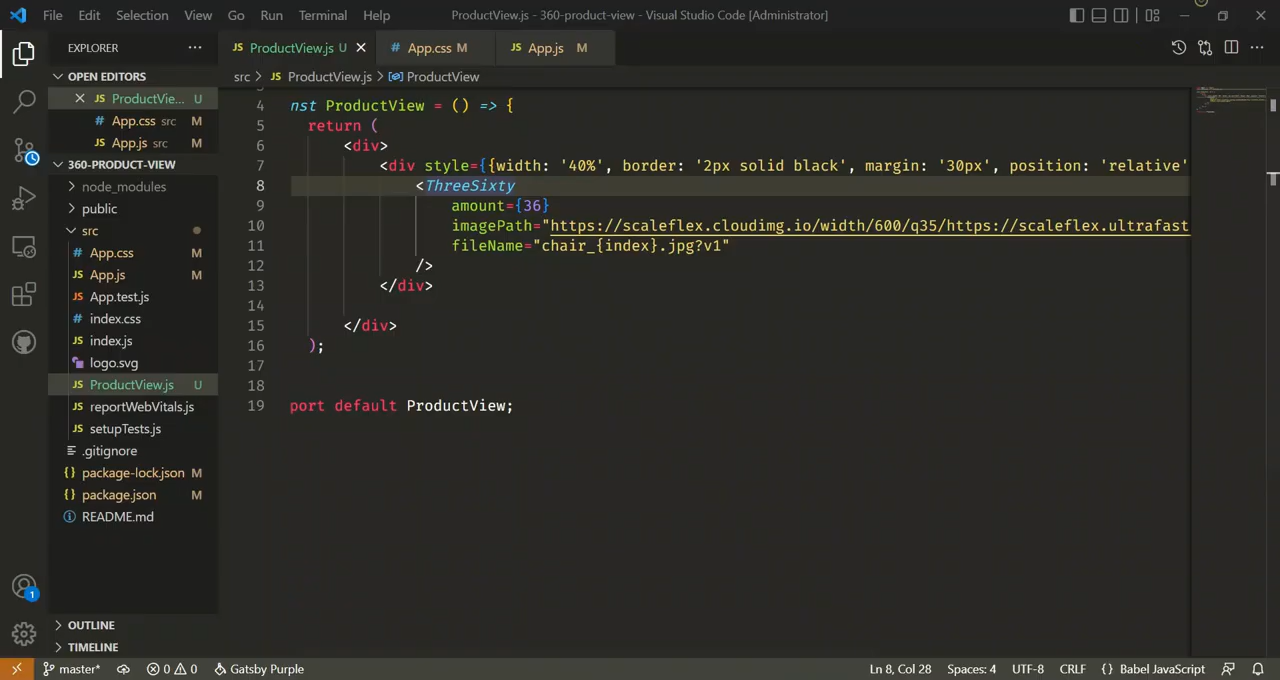 File Edit Selection View Go Run Terminal Help ProductView.js - 360-product-view - Visual Studio Code [Administrator]
EXPLORER
OPEN EDITORS
ProductVie... U
App.css src M
App.js src M
360-PRODUCT-VIEW
node_modules
public
src
App.css M
App.js M
App.test.js
index.css
index.js
logo.svg
ProductView.js U
reportWebVitals.js
setupTests.js
.gitignore
package-lock.json M
package.json M
README.md
OUTLINE
TIMELINE
ProductView.js U App.css M App.js M
src > ProductView.js > ProductView
4 nst ProductView = () => {
5 return (
6 <div>
7 <div style={{width: '40%', border: '2px solid black', margin: '30px', position: 'relative'
8 <ThreeSixty
9 amount={36}
10 imagePath="https://scaleflex.cloudimg.io/width/600/q35/https://scaleflex.ultrafast
11 fileName="chair_{index}.jpg?v1"
12 />
13 </div>
14
15 </div>
16 );
17
18
19 port default ProductView;
1
master* 0 0 Gatsby Purple Ln 8, Col 28 Spaces: 4 UTF-8 CRLF {} Babel JavaScript